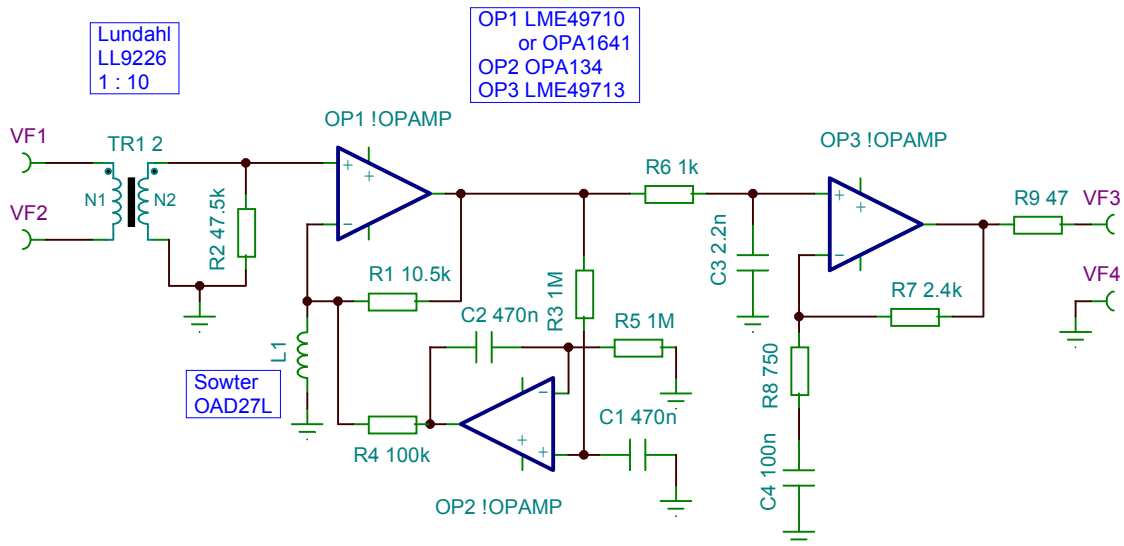 Lundahl
LL9226
1 : 10
OP1 LME49710
or OPA1641
OP2 OPA134
OP3 LME49713
VF1
VF2
TR1 2
N1
N2
R2 47.5k
OP1 !OPAMP
+
+
−
R1 10.5k
L1
Sowter
OAD27L
C2 470n
R3 1M
R5 1M
R4 100k
−
+
+
C1 470n
OP2 !OPAMP
R6 1k
C3 2.2n
OP3 !OPAMP
+
+
−
R7 2.4k
R8 750
C4 100n
R9 47
VF3
VF4